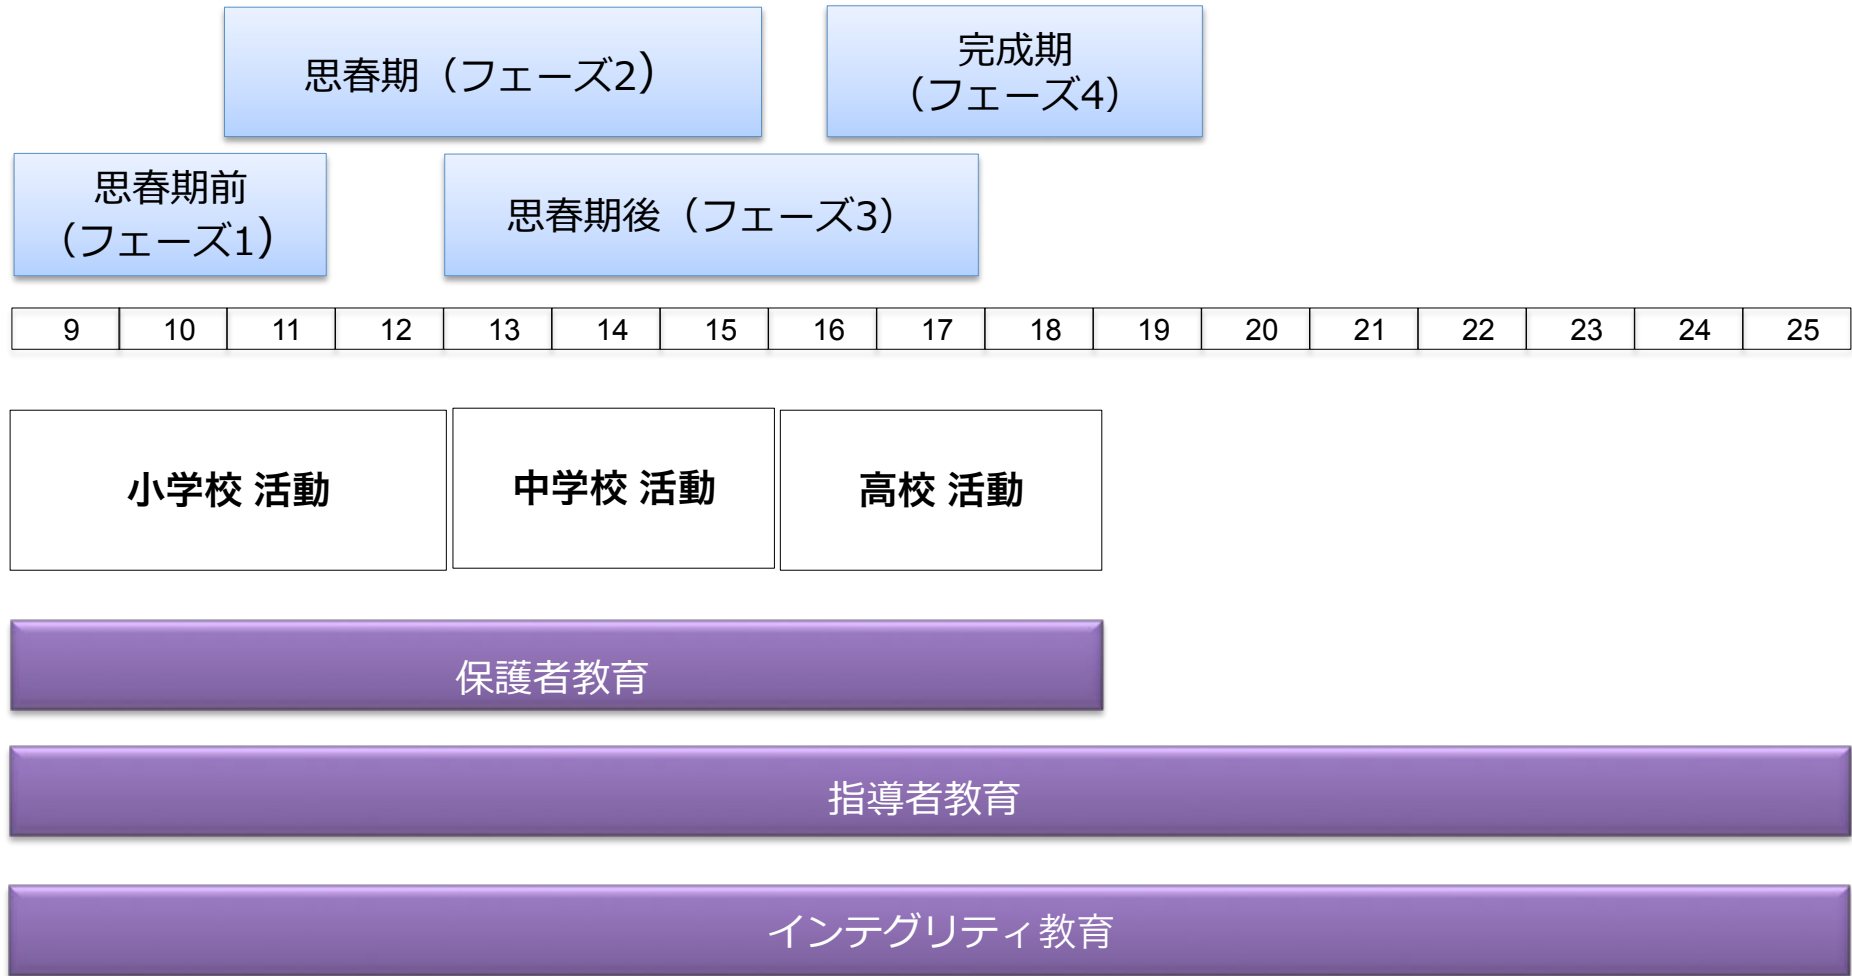 思春期（フェーズ2）
完成期
（フェーズ4）
思春期前
（フェーズ1）
思春期後（フェーズ3）
9 10 11 12 13 14 15 16 17 18 19 20 21 22 23 24 25
小学校 活動
中学校 活動
高校 活動
保護者教育
指導者教育
インテグリティ教育